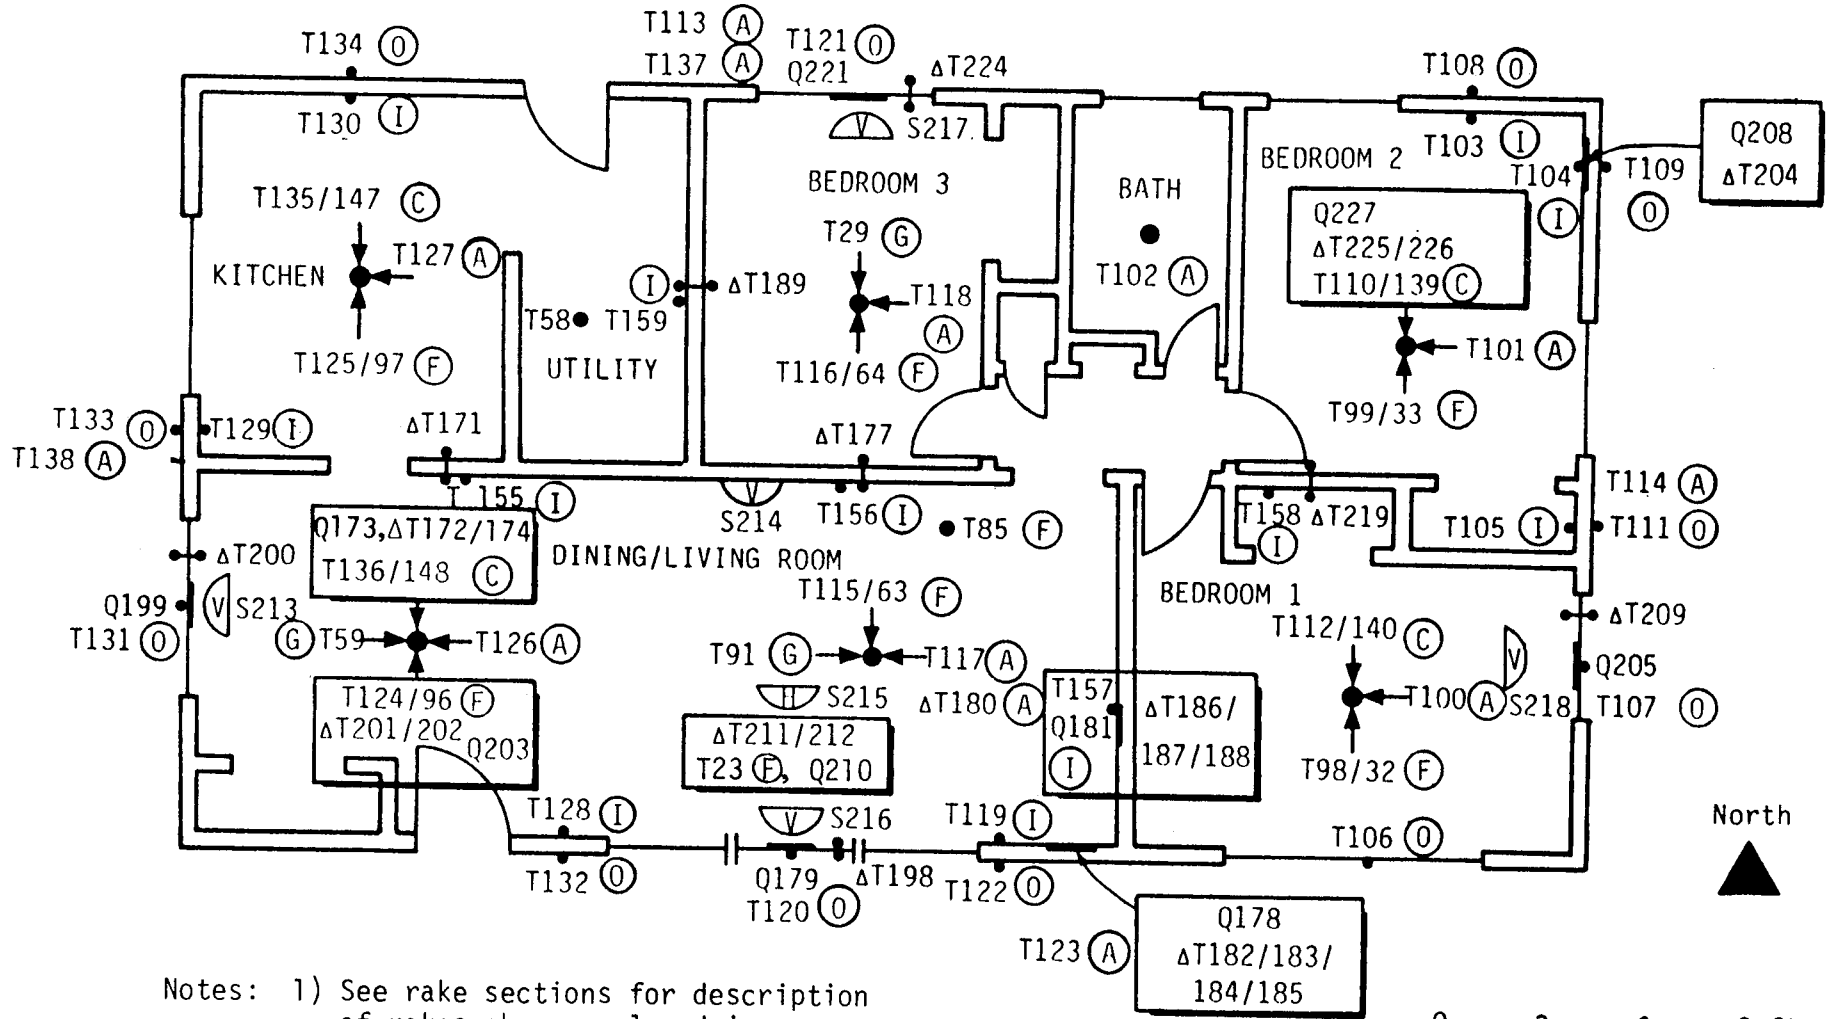 T113 A
T134 O
T121 O
T137 A
Q221
ΔT224
T108 O
T130 I
V
S217
T103 I
Q208
ΔT204
BEDROOM 2
T104
I
T109
O
BEDROOM 3
BATH
T135/147 C
Q227
ΔT225/226
T110/139 C
T29 G
T127 A
KITCHEN
I
ΔT189
T102 A
T118
A
T58
T159
T101 A
T125/97 F
UTILITY
T116/64 F
T99/33 F
T133 O
T129 I
ΔT171
ΔT177
T138 A
T155 I
V
S214
T156 I
T85 F
T158
I
ΔT219
T105 I
T114 A
T111 O
Q173,ΔT172/174
T136/148 C
DINING/LIVING ROOM
ΔT200
Q199
V
S213
T131 O
T115/63 F
BEDROOM 1
ΔT209
T112/140 C
G T59
T126 A
T91 G
T117 A
V
Q205
T124/96 F
ΔT201/202
Q203
H
S215
ΔT180 A
T157
Q181
I
ΔT186/
187/188
T100 A
S218
T107 O
ΔT211/212
T23 F, Q210
T98/32 F
T128 I
V
S216
T119 I
T106 O
North
T132 O
Q179
T120 O
ΔT198
T122 O
T123 A
Q178
ΔT182/183/
184/185
Notes: 1) See rake sections for description